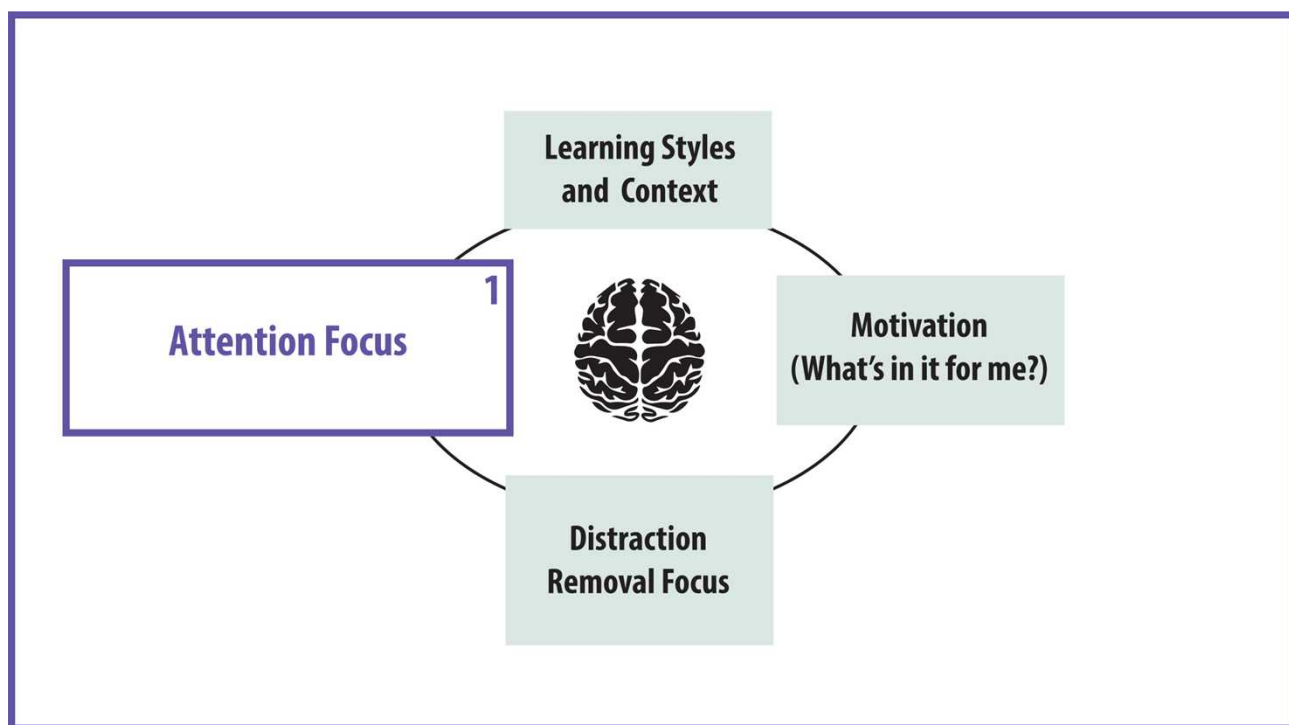 Learning Styles
and Context
1
Attention Focus
Motivation
(What's in it for me?)
Distraction
Removal Focus